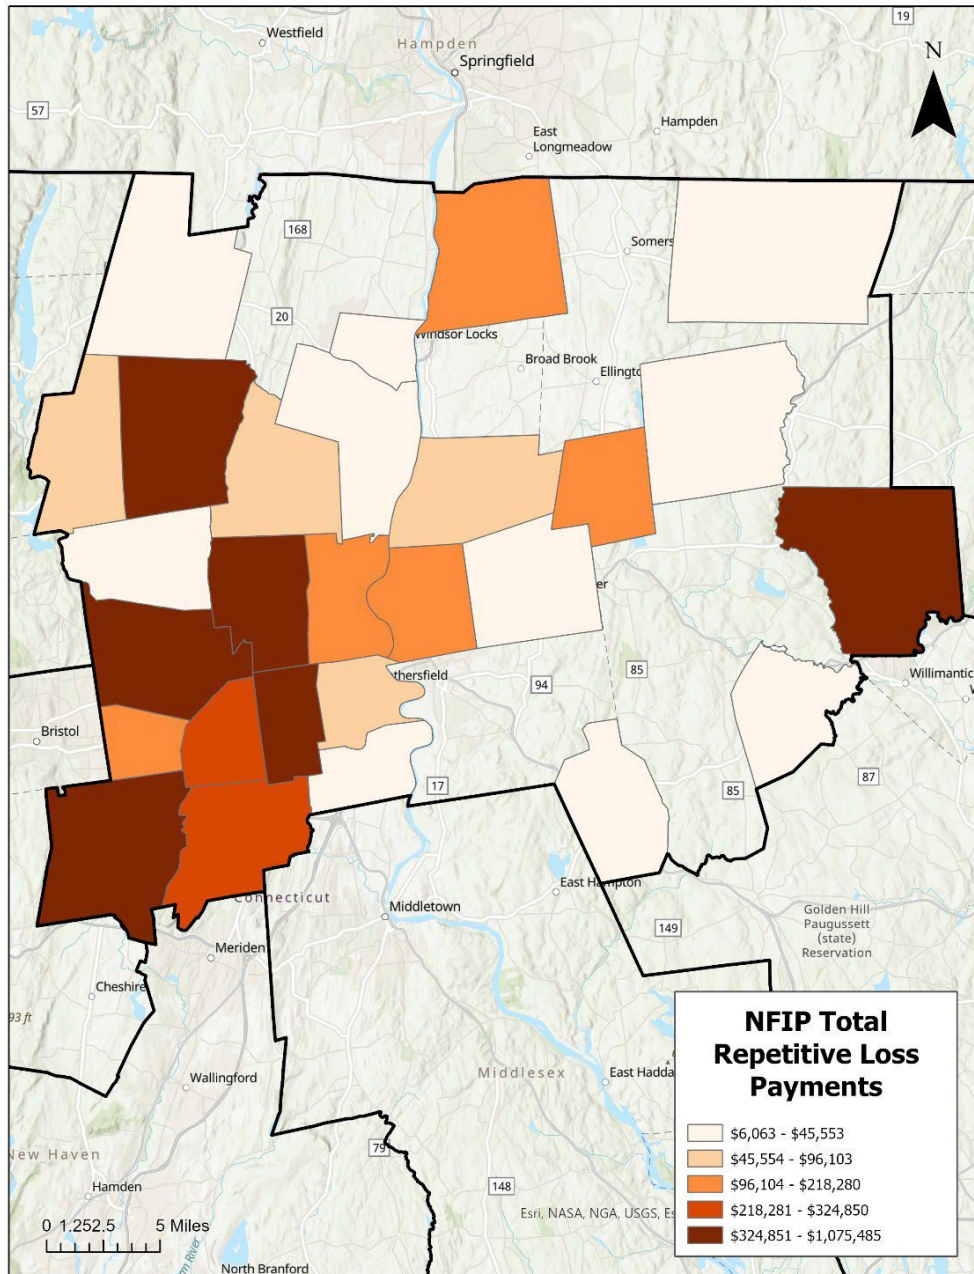 19
Westfield
Hampden
Springfield
N
57
Hampden
East
Longmeadow
168
Somers
20
Windsor Locks
Broad Brook
Ellingto
er
85
thersfield
94
Willimantic
Bristol
W
17
85
87
East Hampton
Connecticut
Middletown
149
Golden Hill
Paugussett
(state)
Reservation
Meriden
Cheshire
93 ft
NFIP Total
Repetitive Loss
Payments
Wallingford
Middlesex
East Hadda
$6,063 - $45,553
$45,554 - $96,103
$96,104 - $218,280
$218,281 - $324,850
$324,851 - $1,075,485
79
New Haven
Hamden
148
Esri, NASA, NGA, USGS, Es
0 1.252.5 5 Miles
North Branford